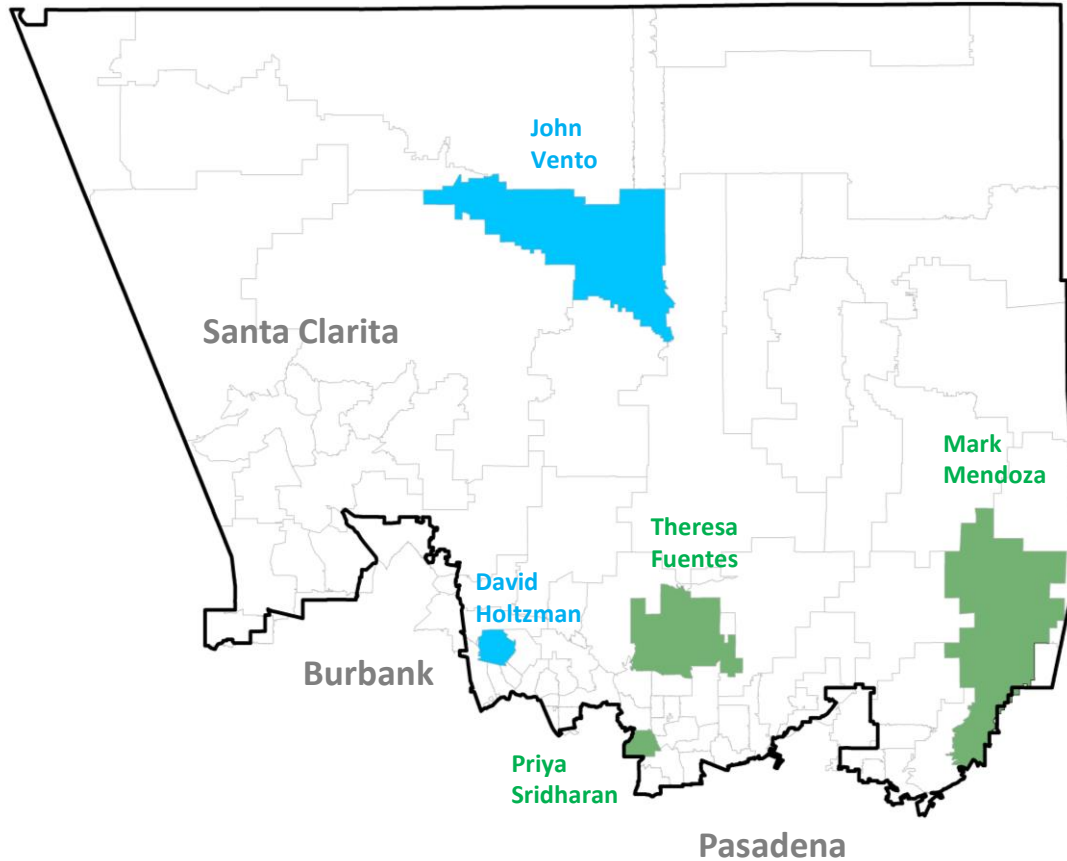 John
Vento
Santa Clarita
Mark
Mendoza
Theresa
Fuentes
David
Holtzman
Burbank
Priya
Sridharan
Pasadena